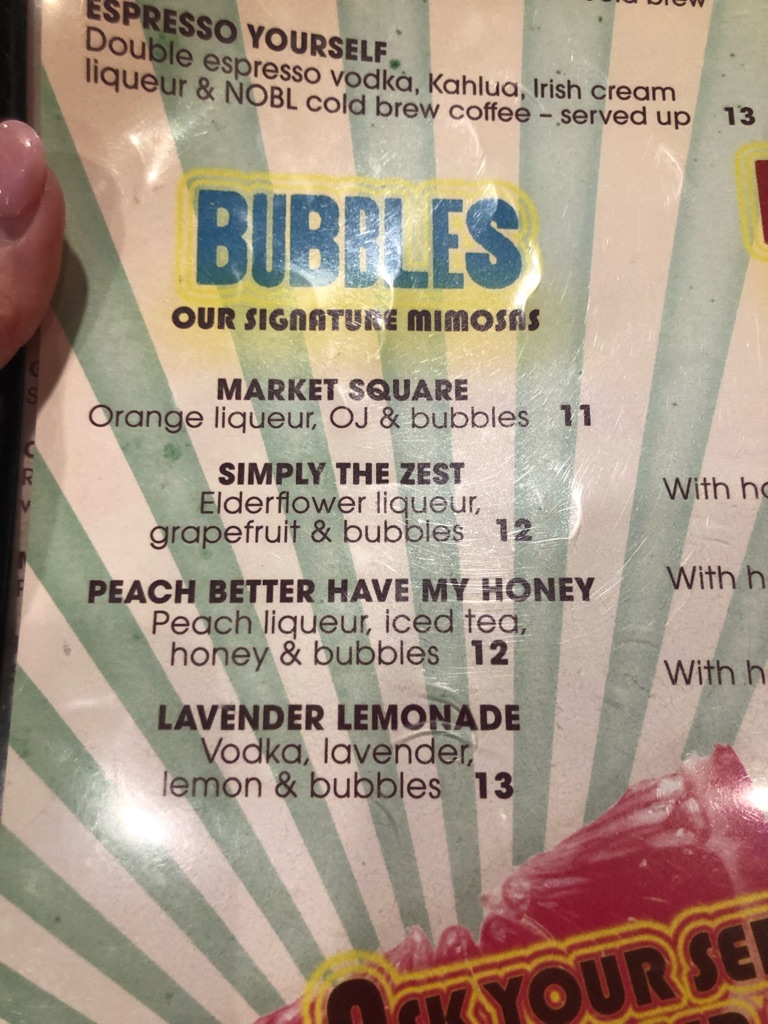 ESPRESSO YOURSELF
Double espresso vodka, Kahlua, Irish cream
liqueur & NOBL cold brew coffee – served up 13
BUBBLES
OUR SIGNATURE MIMOSAS
MARKET SQUARE
Orange liqueur, OJ & bubbles 11
SIMPLY THE ZEST
Elderflower liqueur,
grapefruit & bubbles 12
PEACH BETTER HAVE MY HONEY
Peach liqueur, iced tea,
honey & bubbles 12
LAVENDER LEMONADE
Vodka, lavender,
lemon & bubbles 13
With
With
With
ASK YOUR